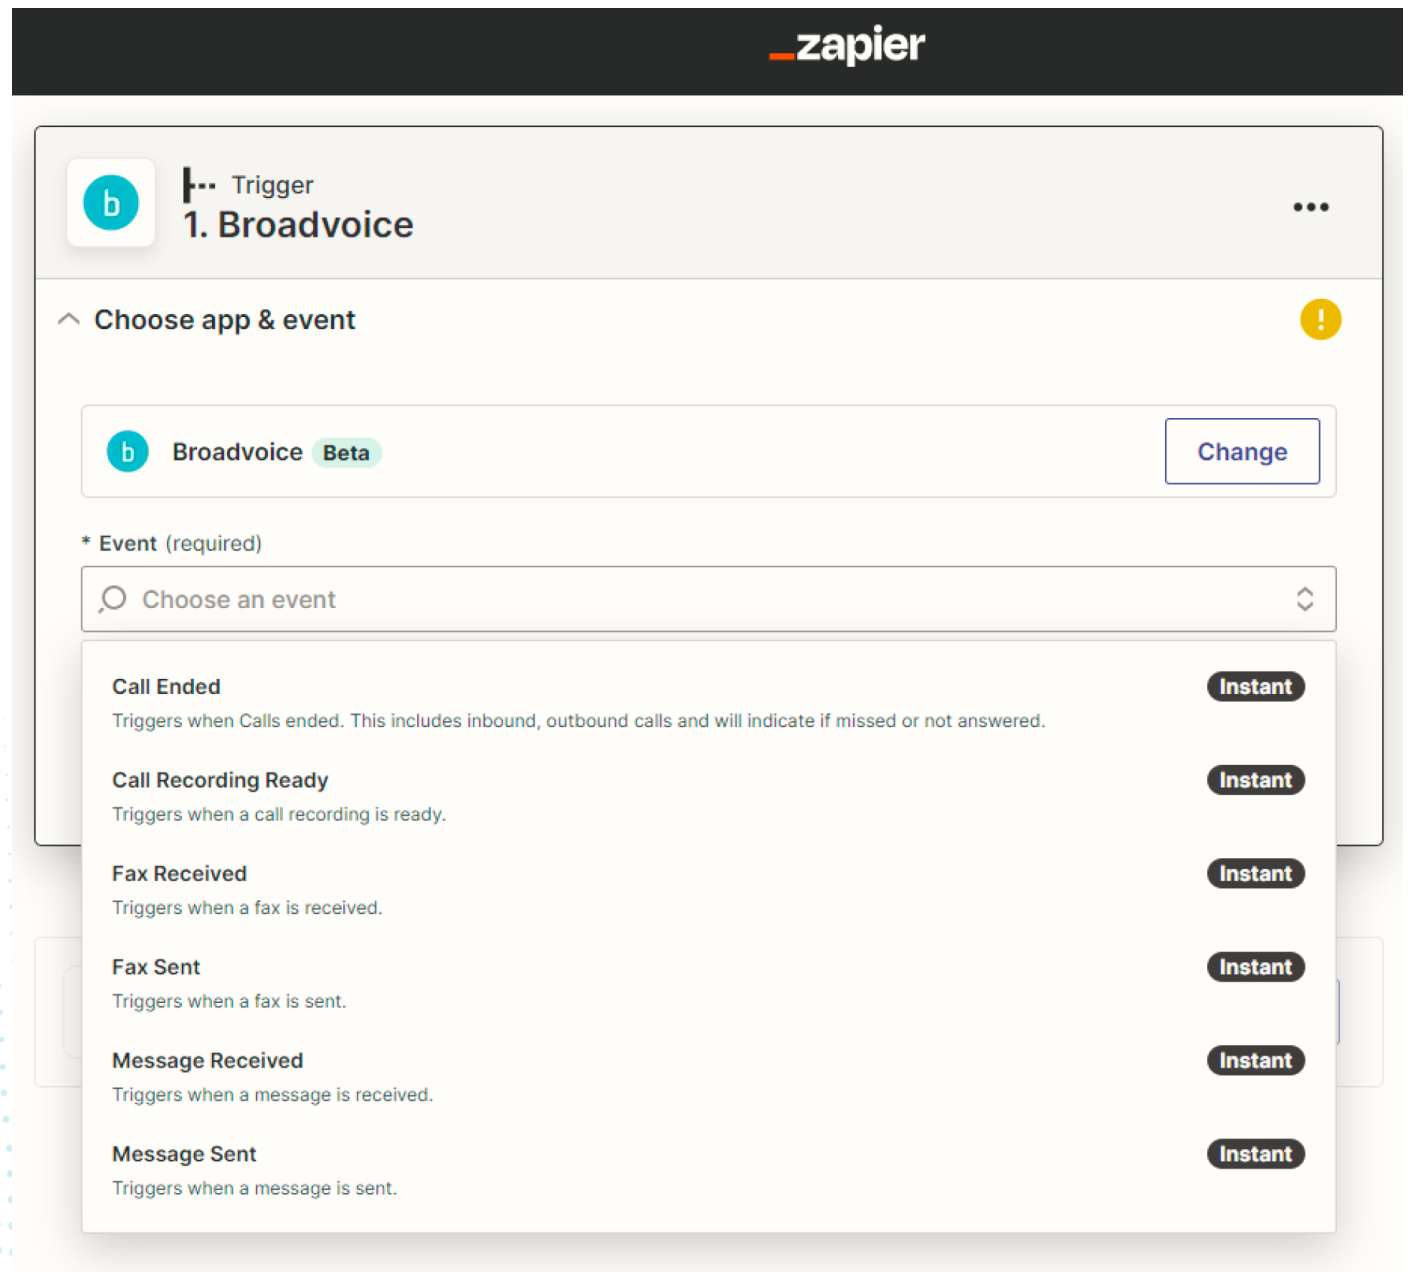 zapier
Trigger
1. Broadvoice
Choose app & event
Broadvoice Beta
Change
* Event (required)
Choose an event
Call Ended
Instant
Triggers when Calls ended. This includes inbound, outbound calls and will indicate if missed or not answered.
Call Recording Ready
Instant
Triggers when a call recording is ready.
Fax Received
Instant
Triggers when a fax is received.
Fax Sent
Instant
Triggers when a fax is sent.
Message Received
Instant
Triggers when a message is received.
Message Sent
Instant
Triggers when a message is sent.